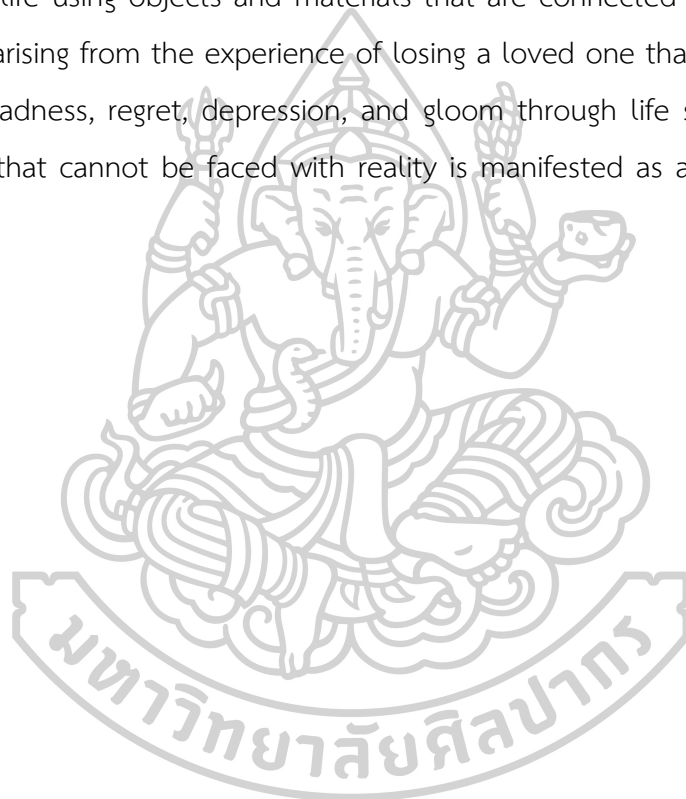 life using objects and materials that are connected
arising from the experience of losing a loved one tha
adness, regret, depression, and gloom through life s
that cannot be faced with reality is manifested as a
มหาวิทยาลัยศิลปากร